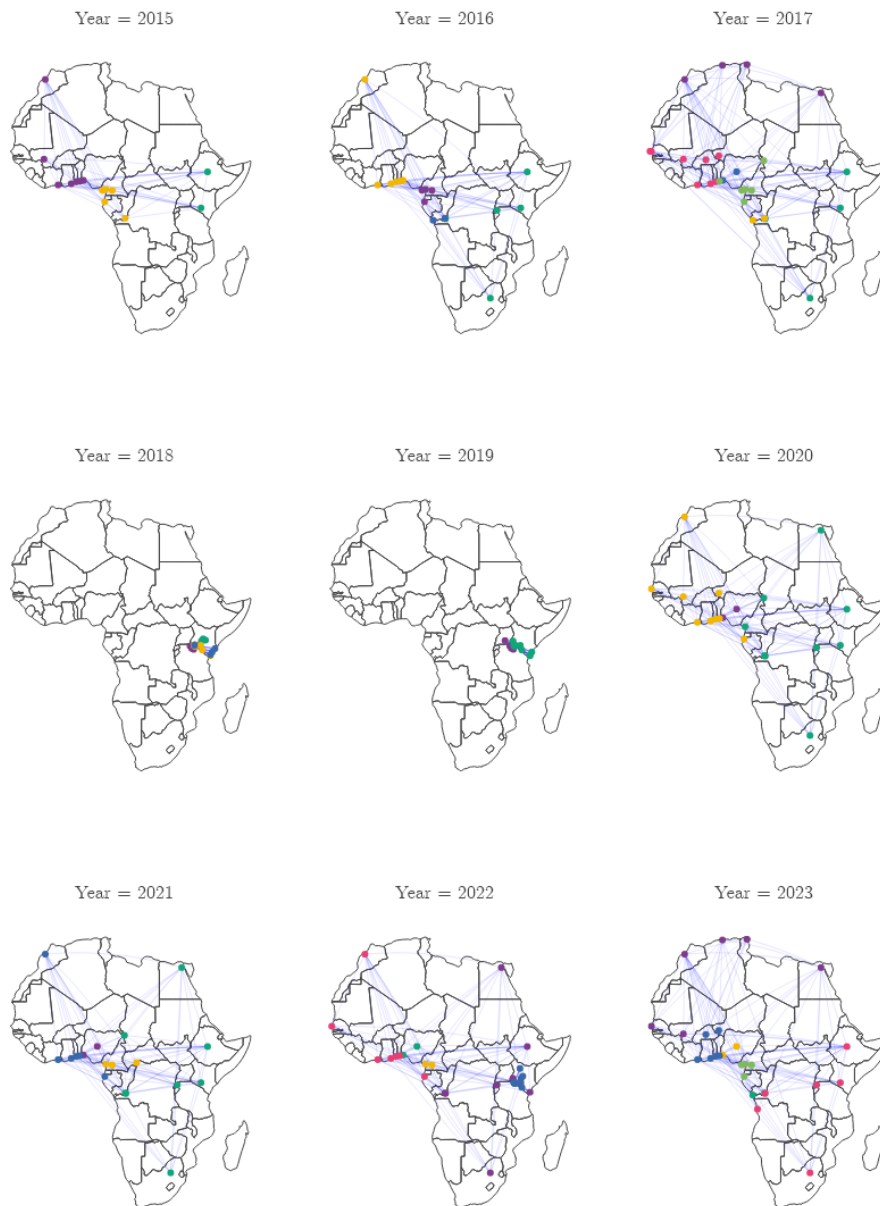 Year = 2015
Year = 2016
Year = 2017
Year = 2018
Year = 2019
Year = 2020
Year = 2021
Year = 2022
Year = 2023